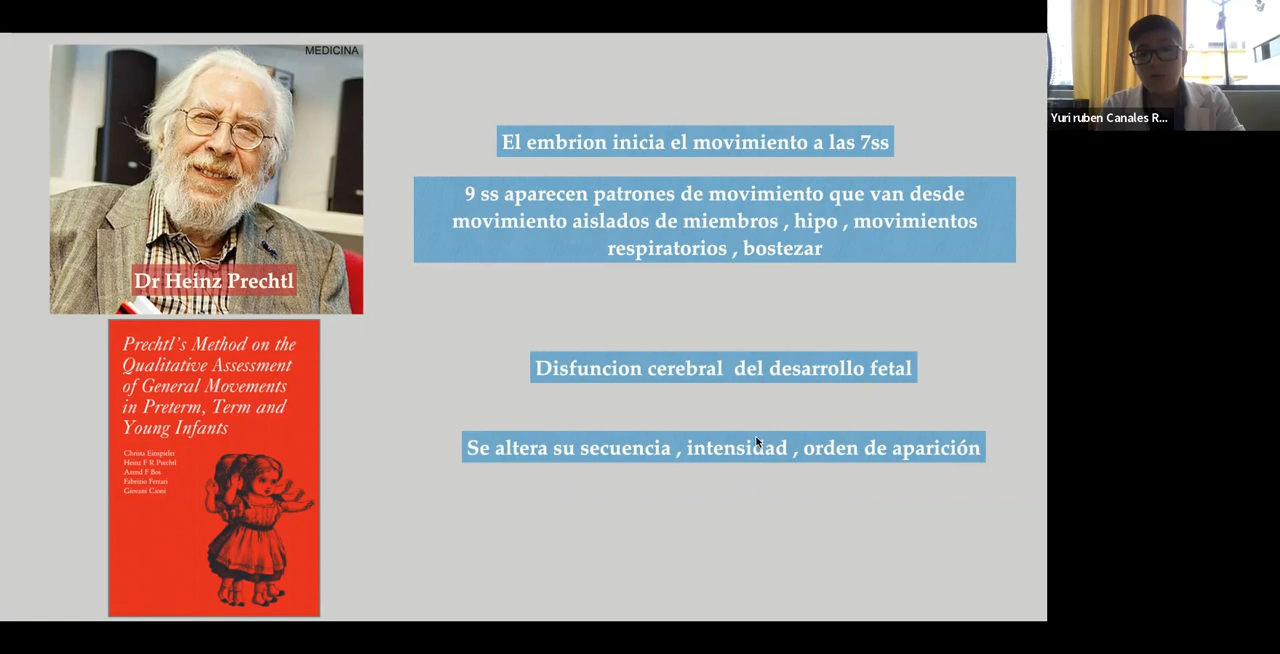 MEDICINA
Dr Heinz Prechtl
Prechtl's Method on the
Qualitative Assessment
of General Movements
in Preterm, Term and
Young Infants
Christa Einspieler
Heinz F R Prechtl
Arend F Bos
Fabrizio Ferrari
Giovani Cioni
El embrion inicia el movimiento a las 7ss
9 ss aparecen patrones de movimiento que van desde
movimiento aislados de miembros , hipo , movimientos
respiratorios , bostezar
Disfuncion cerebral del desarrollo fetal
Se altera su secuencia , intensidad , orden de aparición
Yuri ruben Canales R...